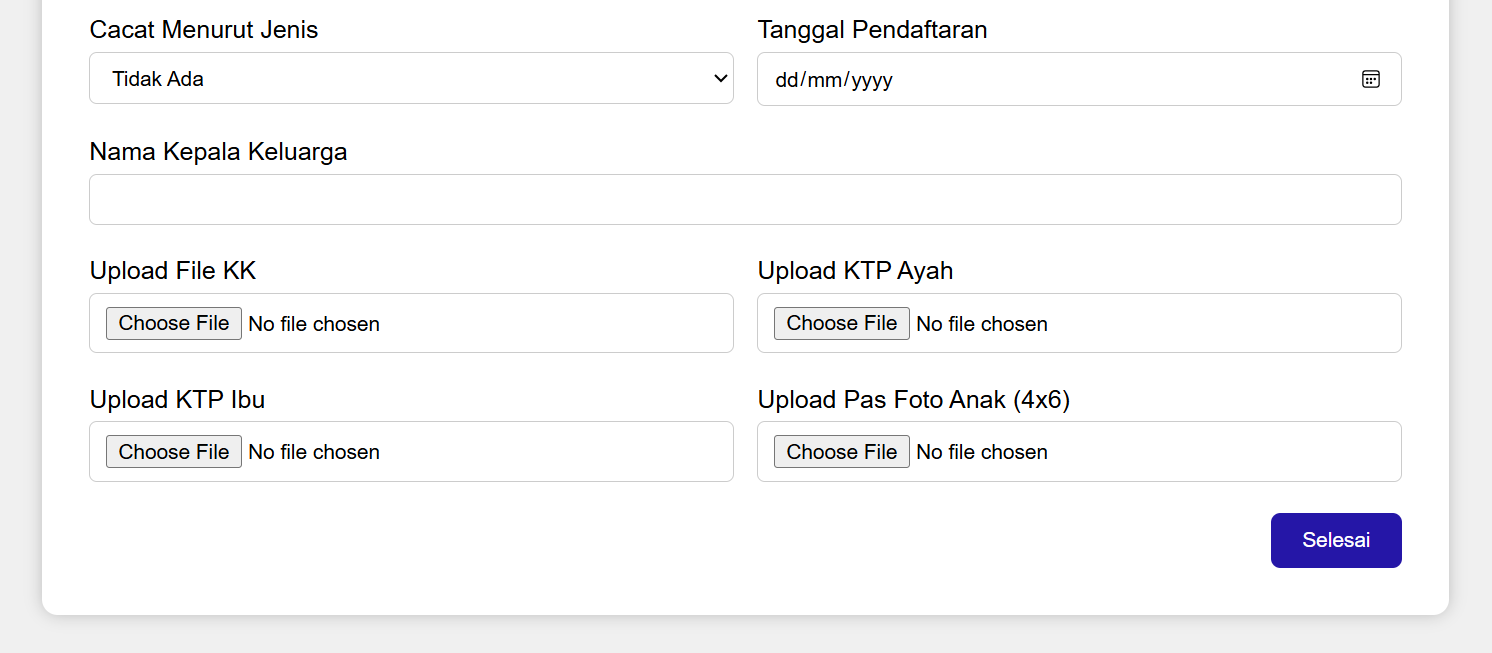 Cacat Menurut Jenis
Tanggal Pendaftaran
Tidak Ada
dd/mm/yyyy
Nama Kepala Keluarga
Upload File KK
Upload KTP Ayah
Choose File No file chosen
Choose File No file chosen
Upload KTP Ibu
Upload Pas Foto Anak (4x6)
Choose File No file chosen
Choose File No file chosen
Selesai